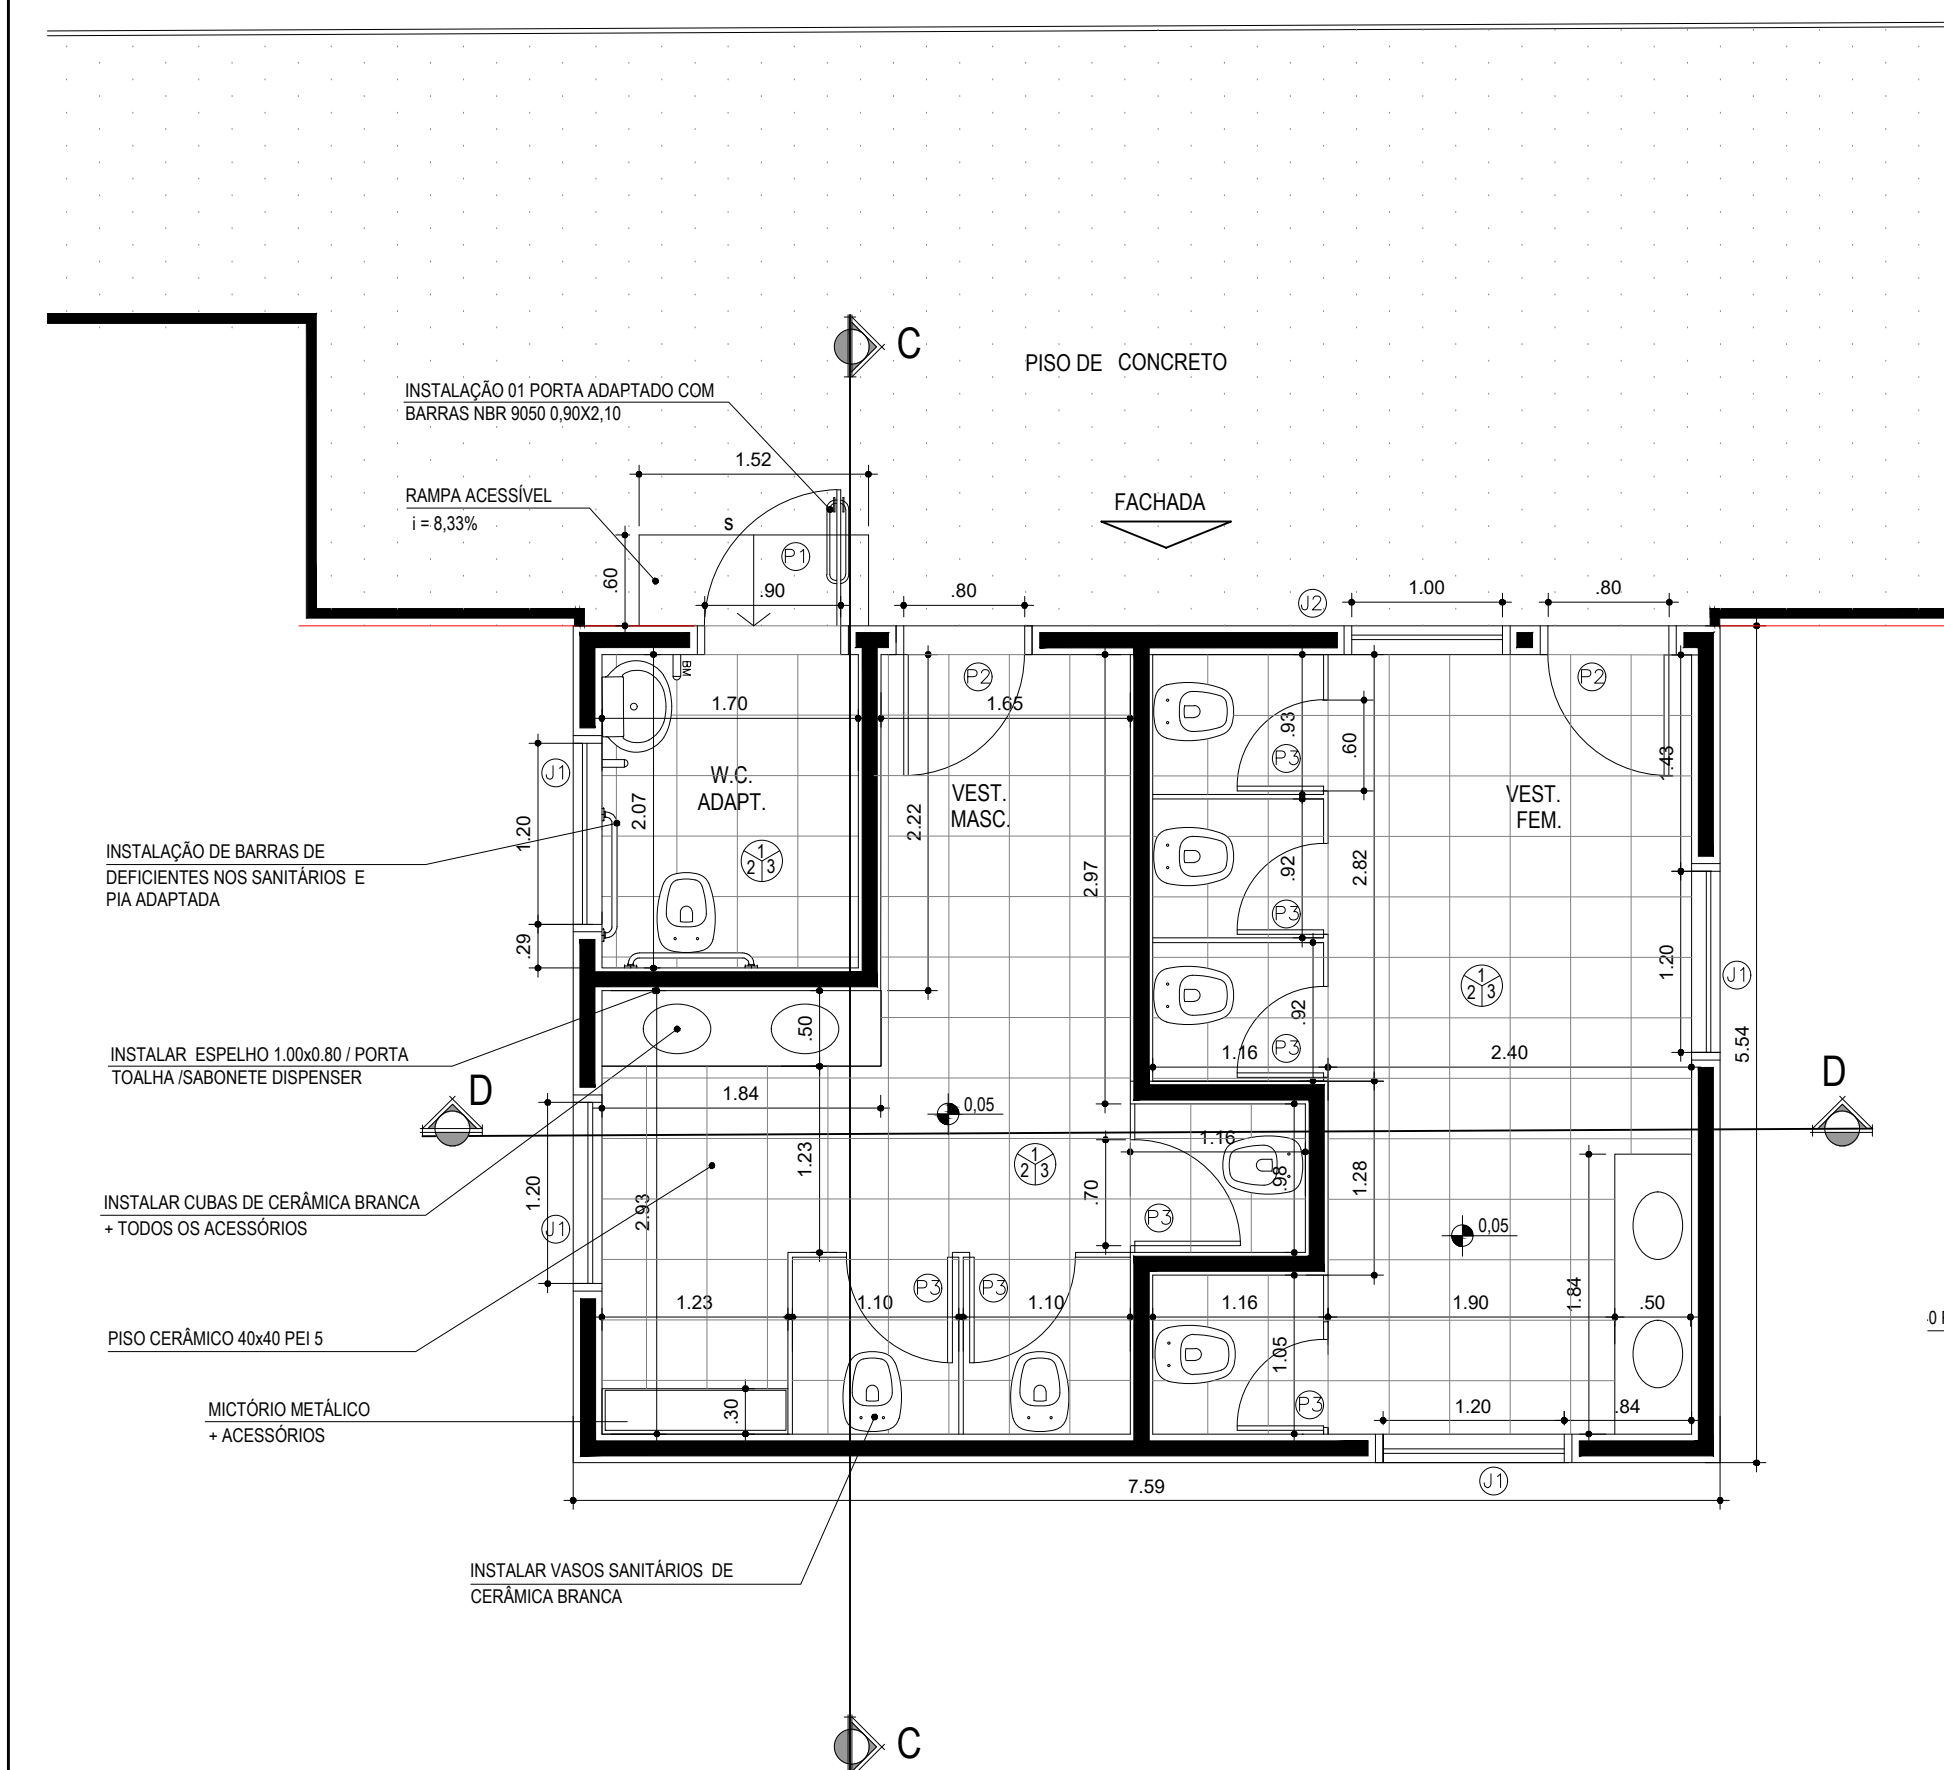 C
PISO DE CONCRETO
INSTALAÇÃO 01 PORTA ADAPTADO COM
BARRAS NBR 9050 0,90X2,10
1.52
RAMPA ACESSÍVEL
i = 8,33%
FACHADA
s
P1
.60
.90
.80
J2
1.00
.80
BM
P2
P2
1.70
1.65
.93
.60
P3
1.43
J1
W.C.
ADAPT.
VEST.
MASC.
VEST.
FEM.
2.07
2.22
1.20
2.97
.92
2.82
1
2 3
INSTALAÇÃO DE BARRAS DE
DEFICIENTES NOS SANITÁRIOS E
PIA ADAPTADA
P3
.29
1.20
J1
1
2 3
.92
.50
P3
1.16
2.40
5.54
INSTALAR ESPELHO 1.00x0.80 / PORTA
TOALHA /SABONETE DISPENSER
D
D
1.84
0,05
1.16
1.23
1
2 3
.98
1.28
.70
1.20
2.93
INSTALAR CUBAS DE CERÂMICA BRANCA
+ TODOS OS ACESSÓRIOS
J1
P3
0,05
P3
P3
1.84
1.23
1.10
1.10
1.16
1.90
.50
PISO CERÂMICO 40x40 PEI 5
1.05
MICTÓRIO METÁLICO
+ ACESSÓRIOS
.30
P3
1.20
.84
7.59
J1
INSTALAR VASOS SANITÁRIOS DE
CERÂMICA BRANCA
C